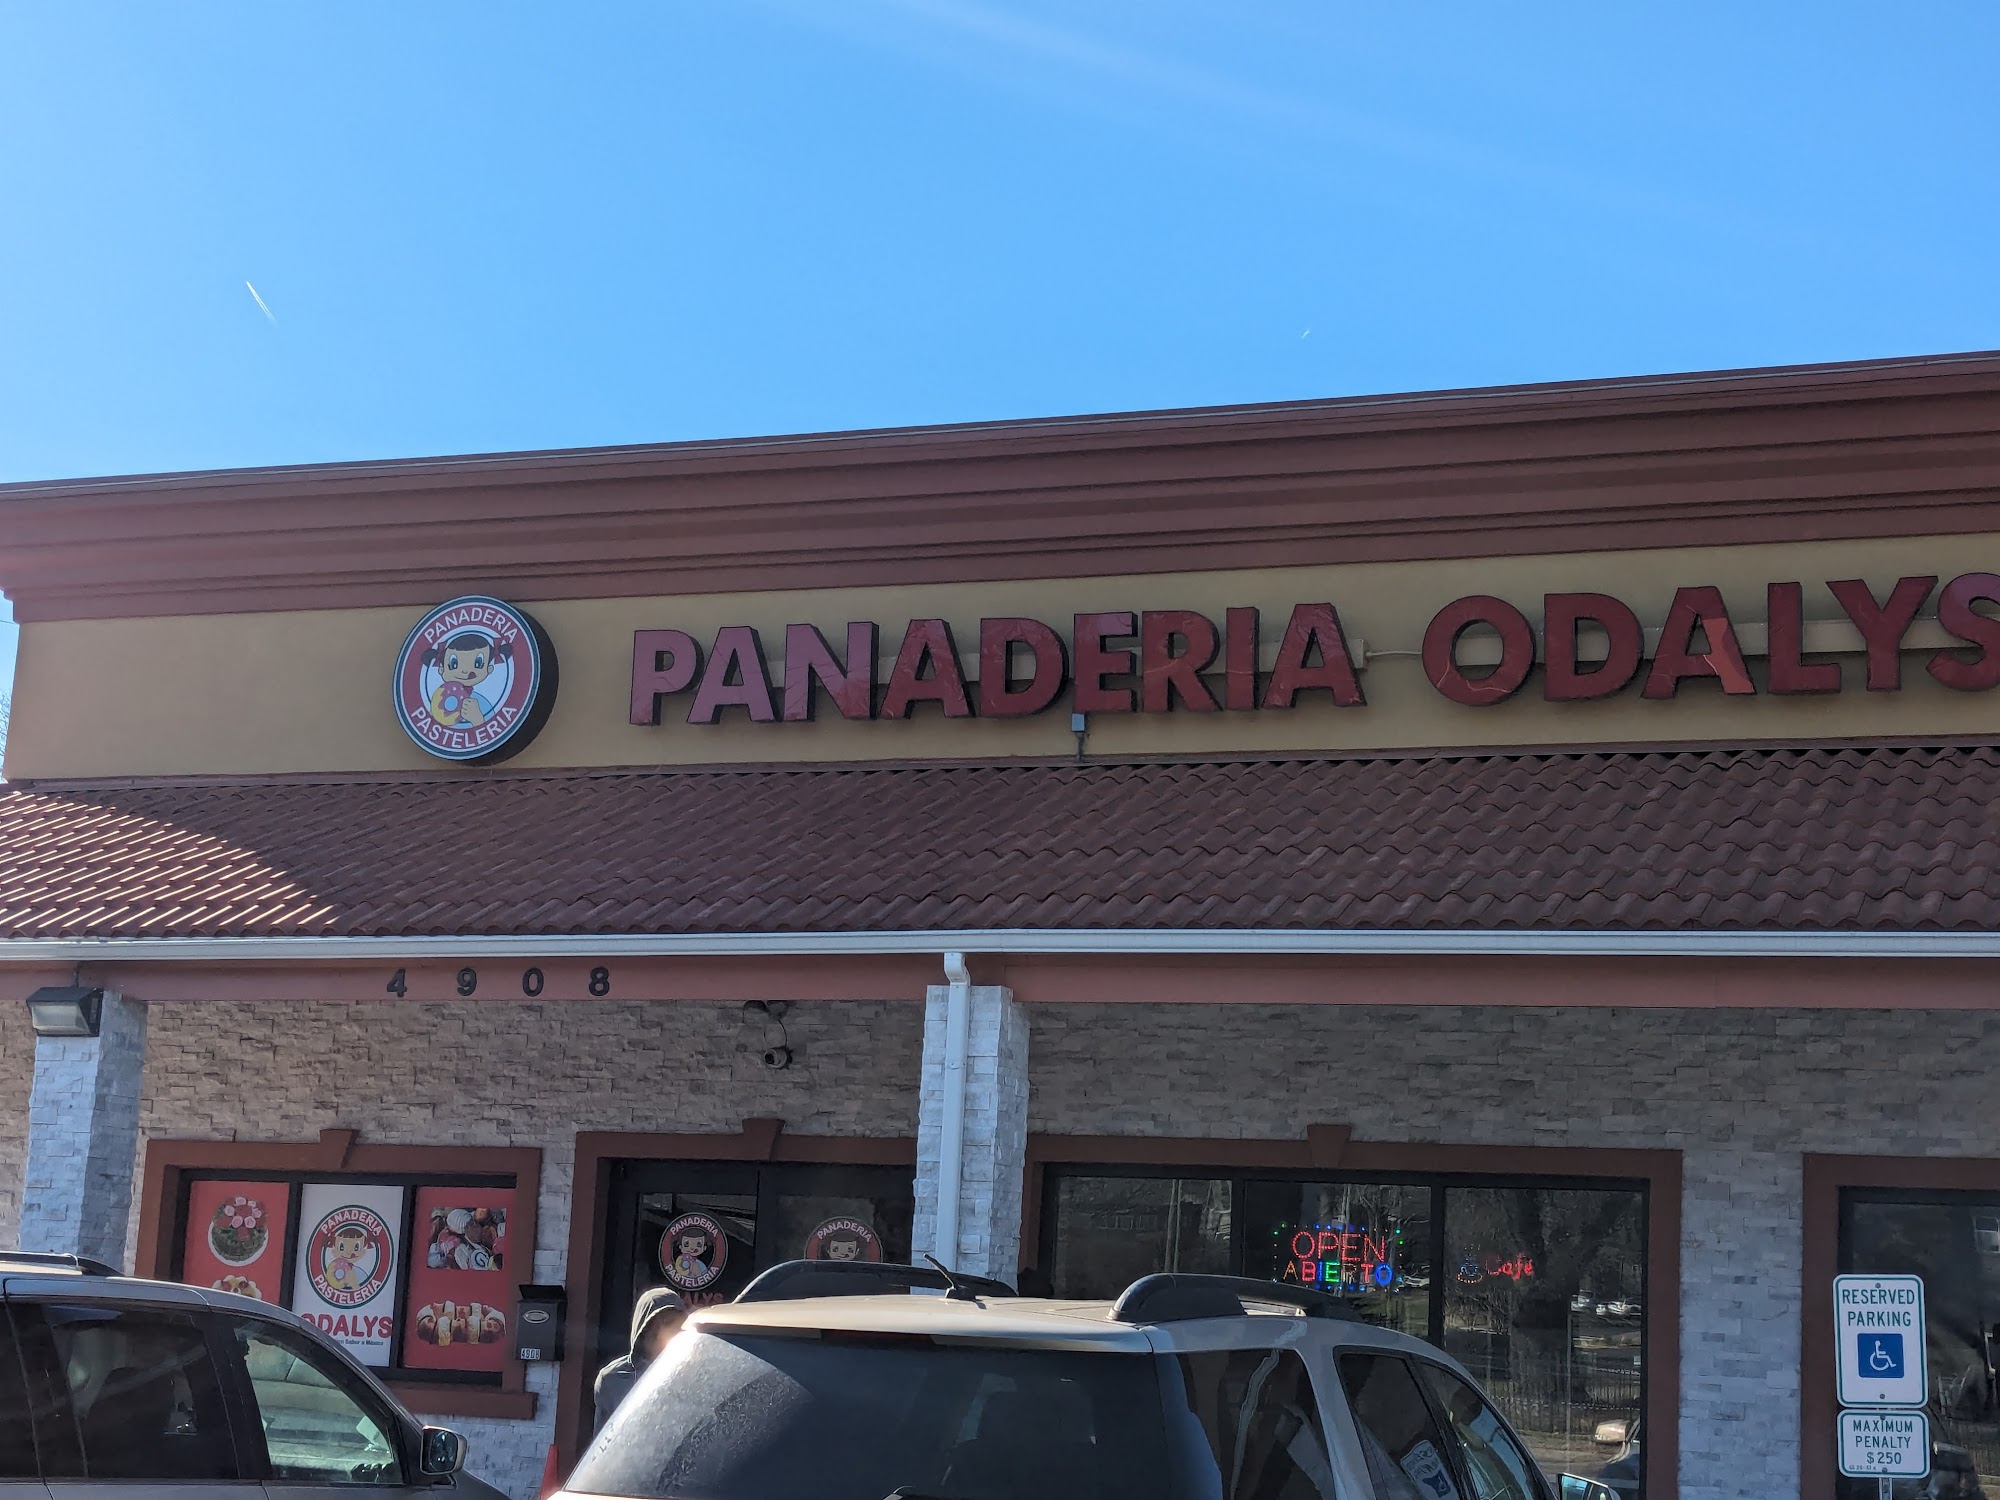 PANADERIA
PASTELERIA
PANADERIA ODALYS
4908
PANADERIA
PASTELERIA
ODALYS
PANADERIA
PASTELERIA
PANADERIA
OPEN
ABIERTO
Café
4908
RESERVED
PARKING
MAXIMUM
PENALTY
$250